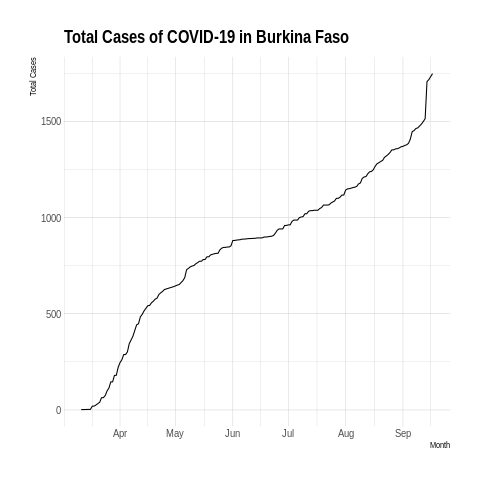 Total Cases of COVID-19 in Burkina Faso
Total Cases
1500
1000
500
0
Apr May Jun Jul Aug Sep
Month